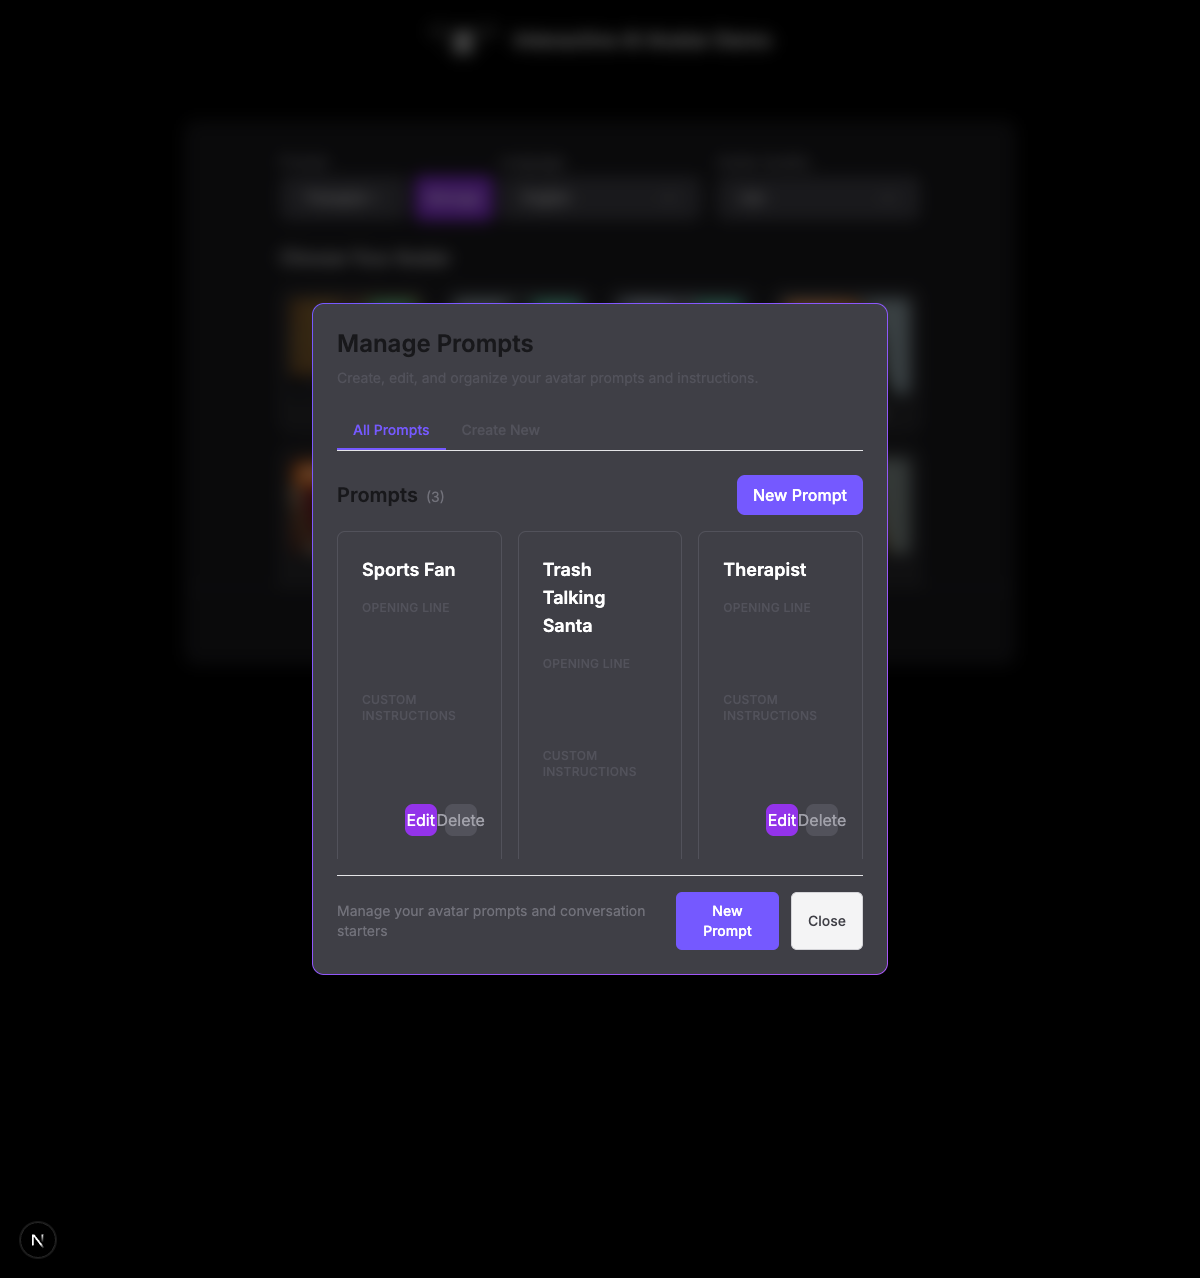 Manage Prompts
Create, edit, and organize your avatar prompts and instructions.
All Prompts
Create New
Prompts (3)
New Prompt
Sports Fan
OPENING LINE
CUSTOM
INSTRUCTIONS
Edit
Delete
Trash
Talking
Santa
OPENING LINE
CUSTOM
INSTRUCTIONS
Therapist
OPENING LINE
CUSTOM
INSTRUCTIONS
Edit
Delete
Manage your avatar prompts and conversation
starters
New
Prompt
Close
N